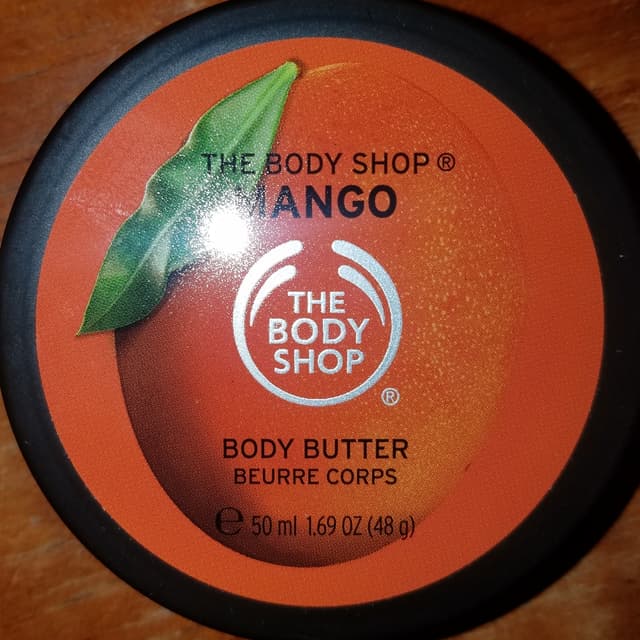 THE BODY SHOP ®
MANGO
THE
BODY
SHOP
®
BODY BUTTER
BEURRE CORPS
℮ 50 ml 1.69 OZ (48 g)